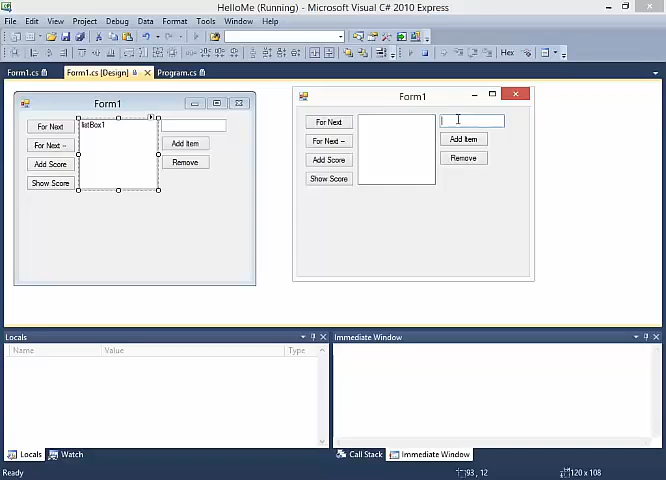 HelloMe (Running) - Microsoft Visual C# 2010 Express
File Edit View Project Debug Data Format Tools Window Help
Hex
Form1.cs Form1.cs [Design] Program.cs
Form1
For Next
For Next --
Add Score
Show Score
listBox1
Add Item
Remove
Form1
For Next
For Next --
Add Score
Show Score
Add Item
Remove
Locals
Name Value Type
Immediate Window
Locals Watch
Call Stack Immediate Window
Ready
93 , 12
120 x 108